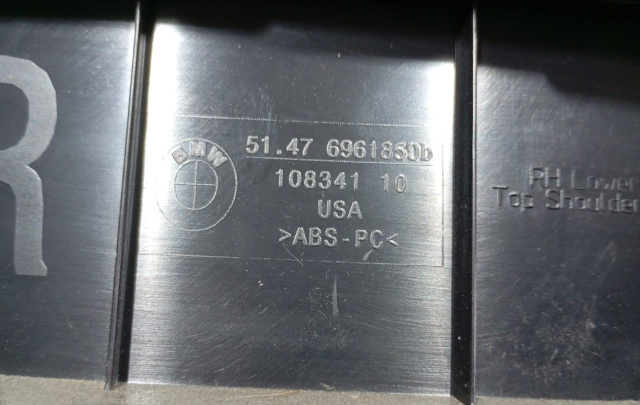 R
BMW
51.47 6961850b
108341 10
USA
>ABS-PC<
RH Lower
Top Shoulder